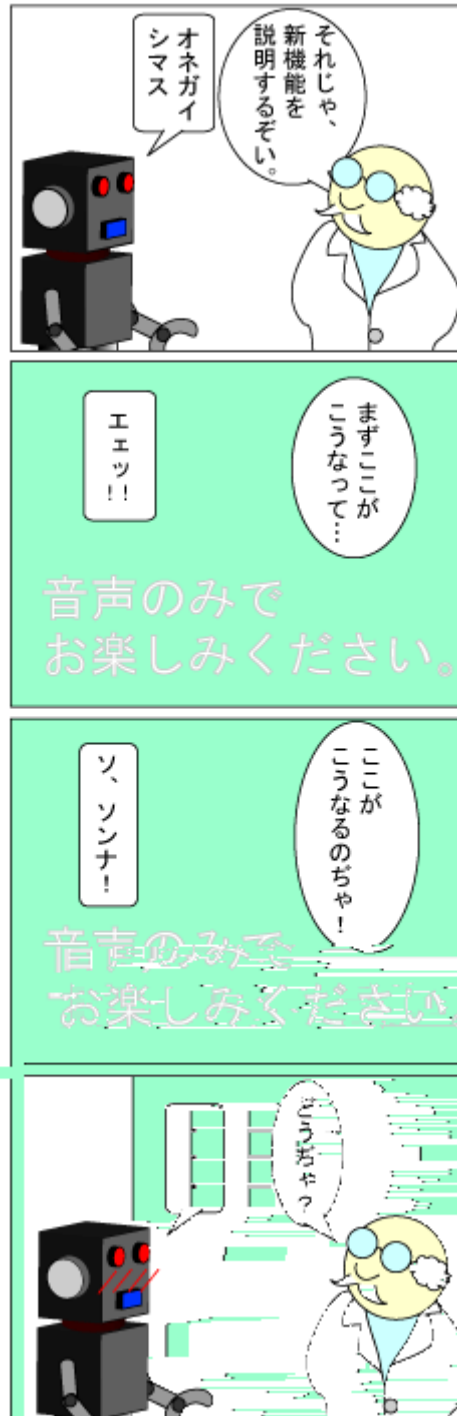 それじゃ、
新機能を
説明するぞい。
オネガイ
シマス
まずここが
こうなって…
エェッ!!
音声のみで
お楽しみください。
ここが
こうなるのぢゃ！
ソ、ソンナ！
音声のみで
お楽しみください
どうぢゃ？